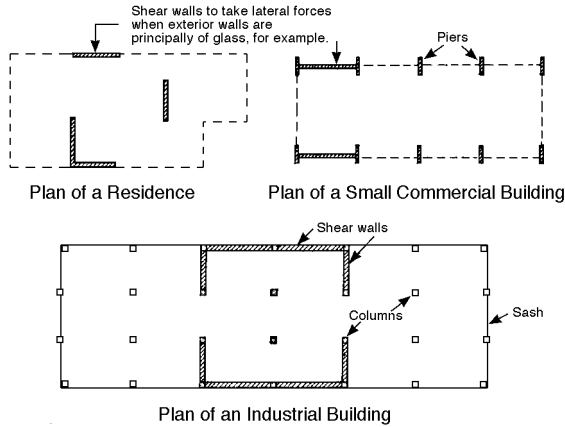 Shear walls to take lateral forces
when exterior walls are
principally of glass, for example.
Piers
Plan of a Residence
Plan of a Small Commercial Building
Shear walls
Columns
Sash
Plan of an Industrial Building